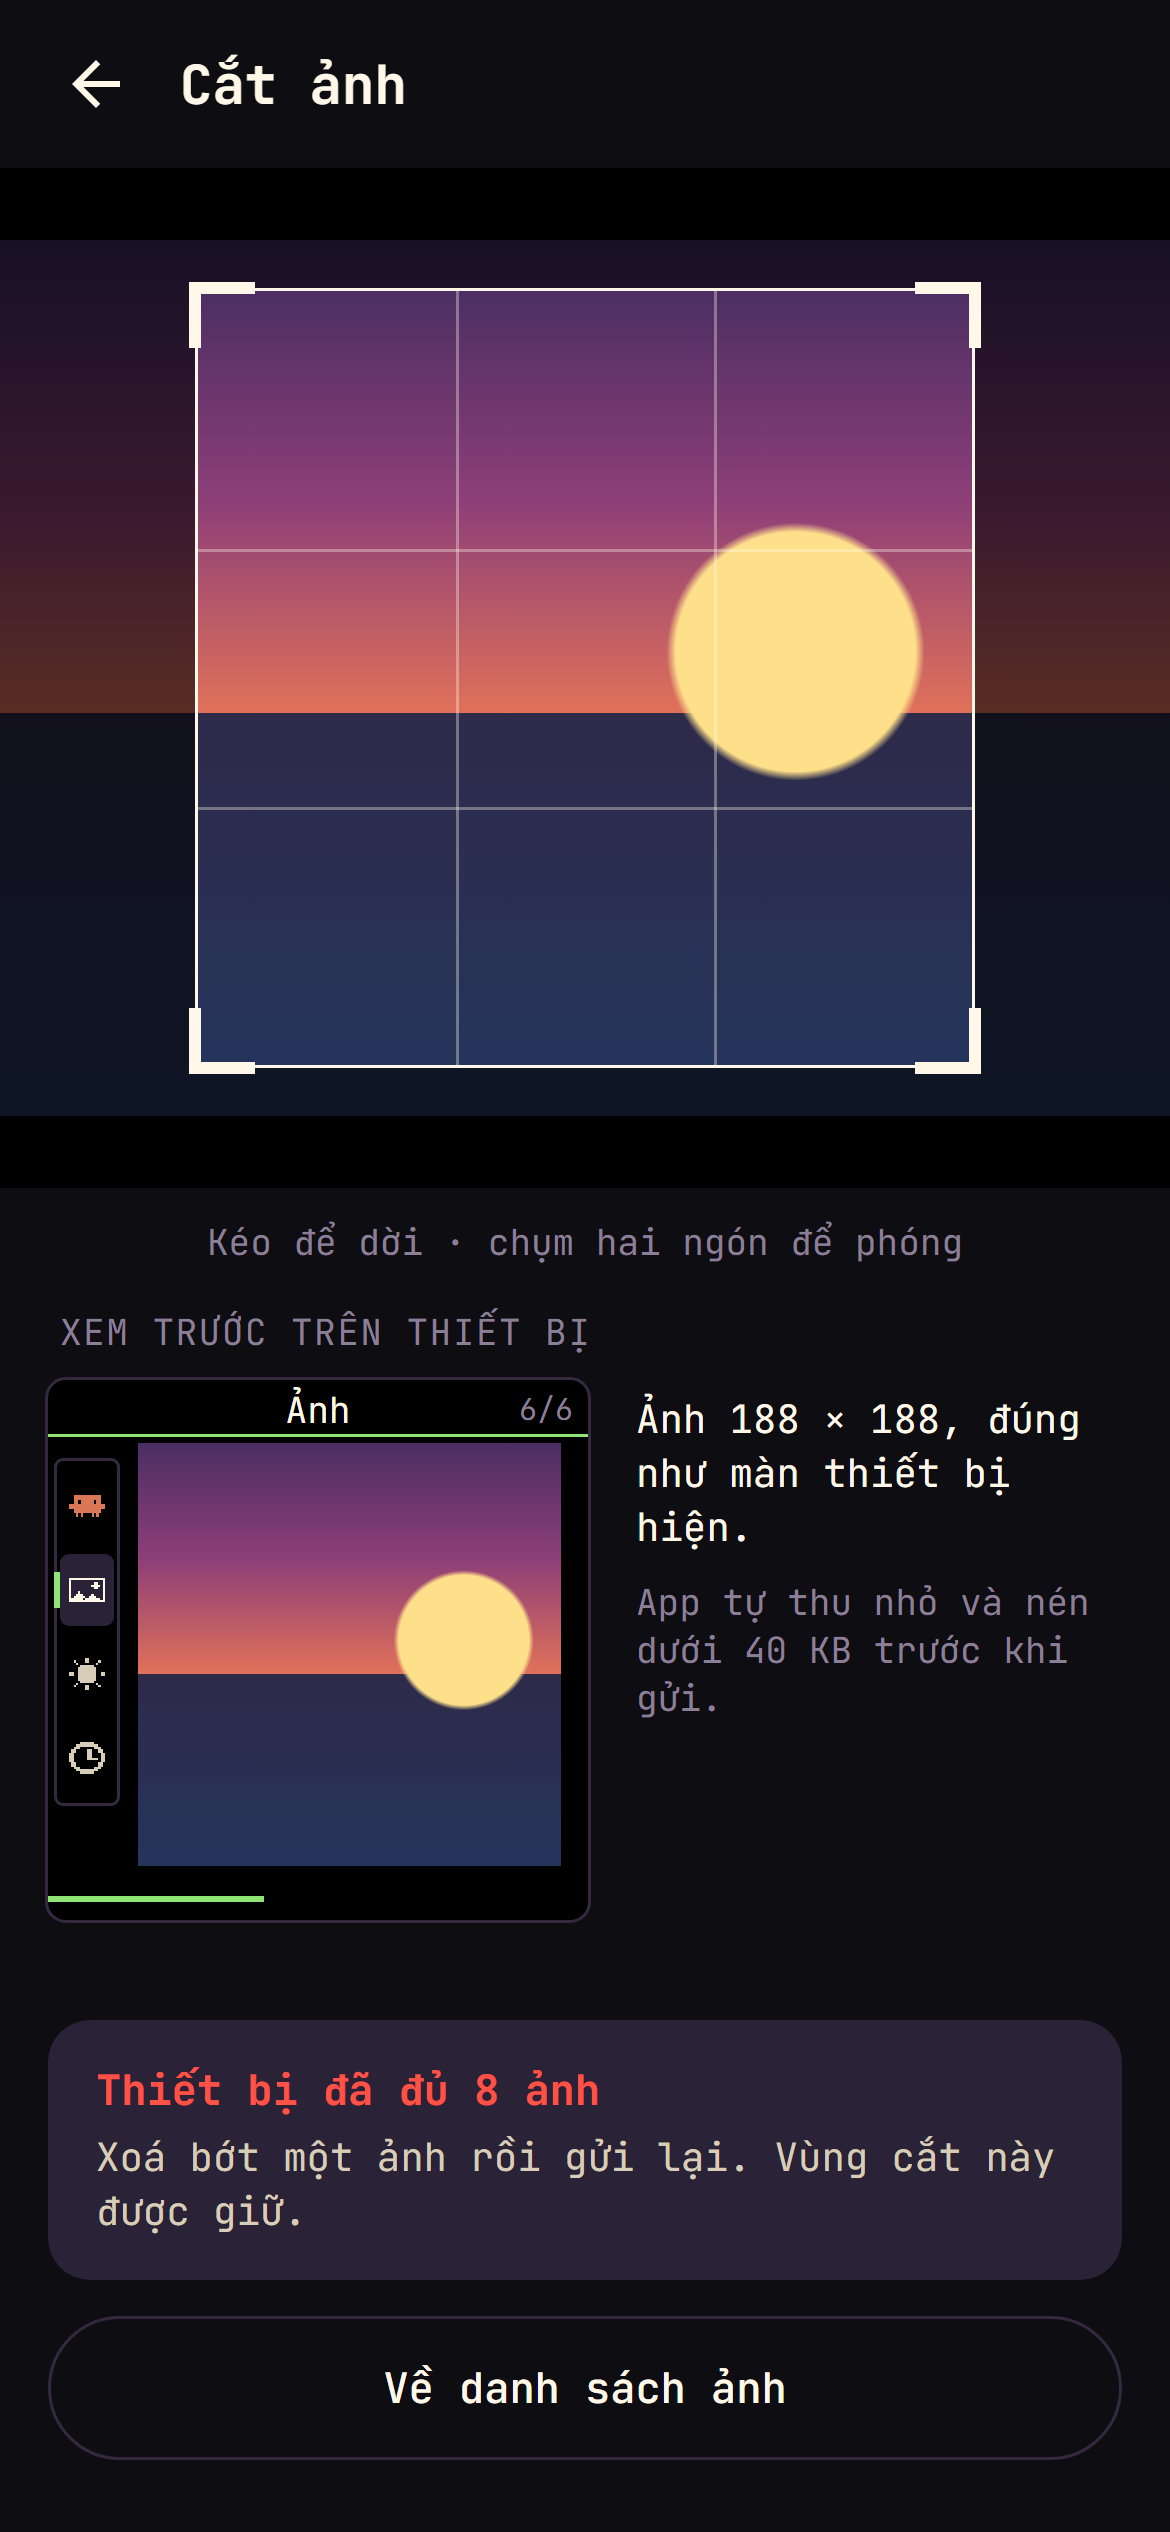 Cắt ảnh
Kéo để dời · chụm hai ngón để phóng
XEM TRƯỚC TRÊN THIẾT BỊ
Ảnh 6/6
Ảnh 188 × 188, đúng
như màn thiết bị
hiện.
App tự thu nhỏ và nén
dưới 40 KB trước khi
gửi.
Thiết bị đã đủ 8 ảnh
Xoá bớt một ảnh rồi gửi lại. Vùng cắt này
được giữ.
Về danh sách ảnh